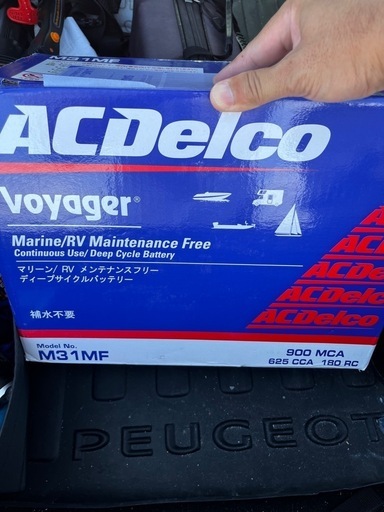 M31MF
ACDelco
Voyager®
Marine/RV Maintenance Free
Continuous Use/Deep Cycle Battery
マリーン/ RV メンテナンスフリー
ディープサイクルバッテリー
補水不要
ACDelco
ACDelco
ACDelco
ACDelco
Model No.
M31MF
900 MCA
625 CCA 180 RC
PEUGEOT